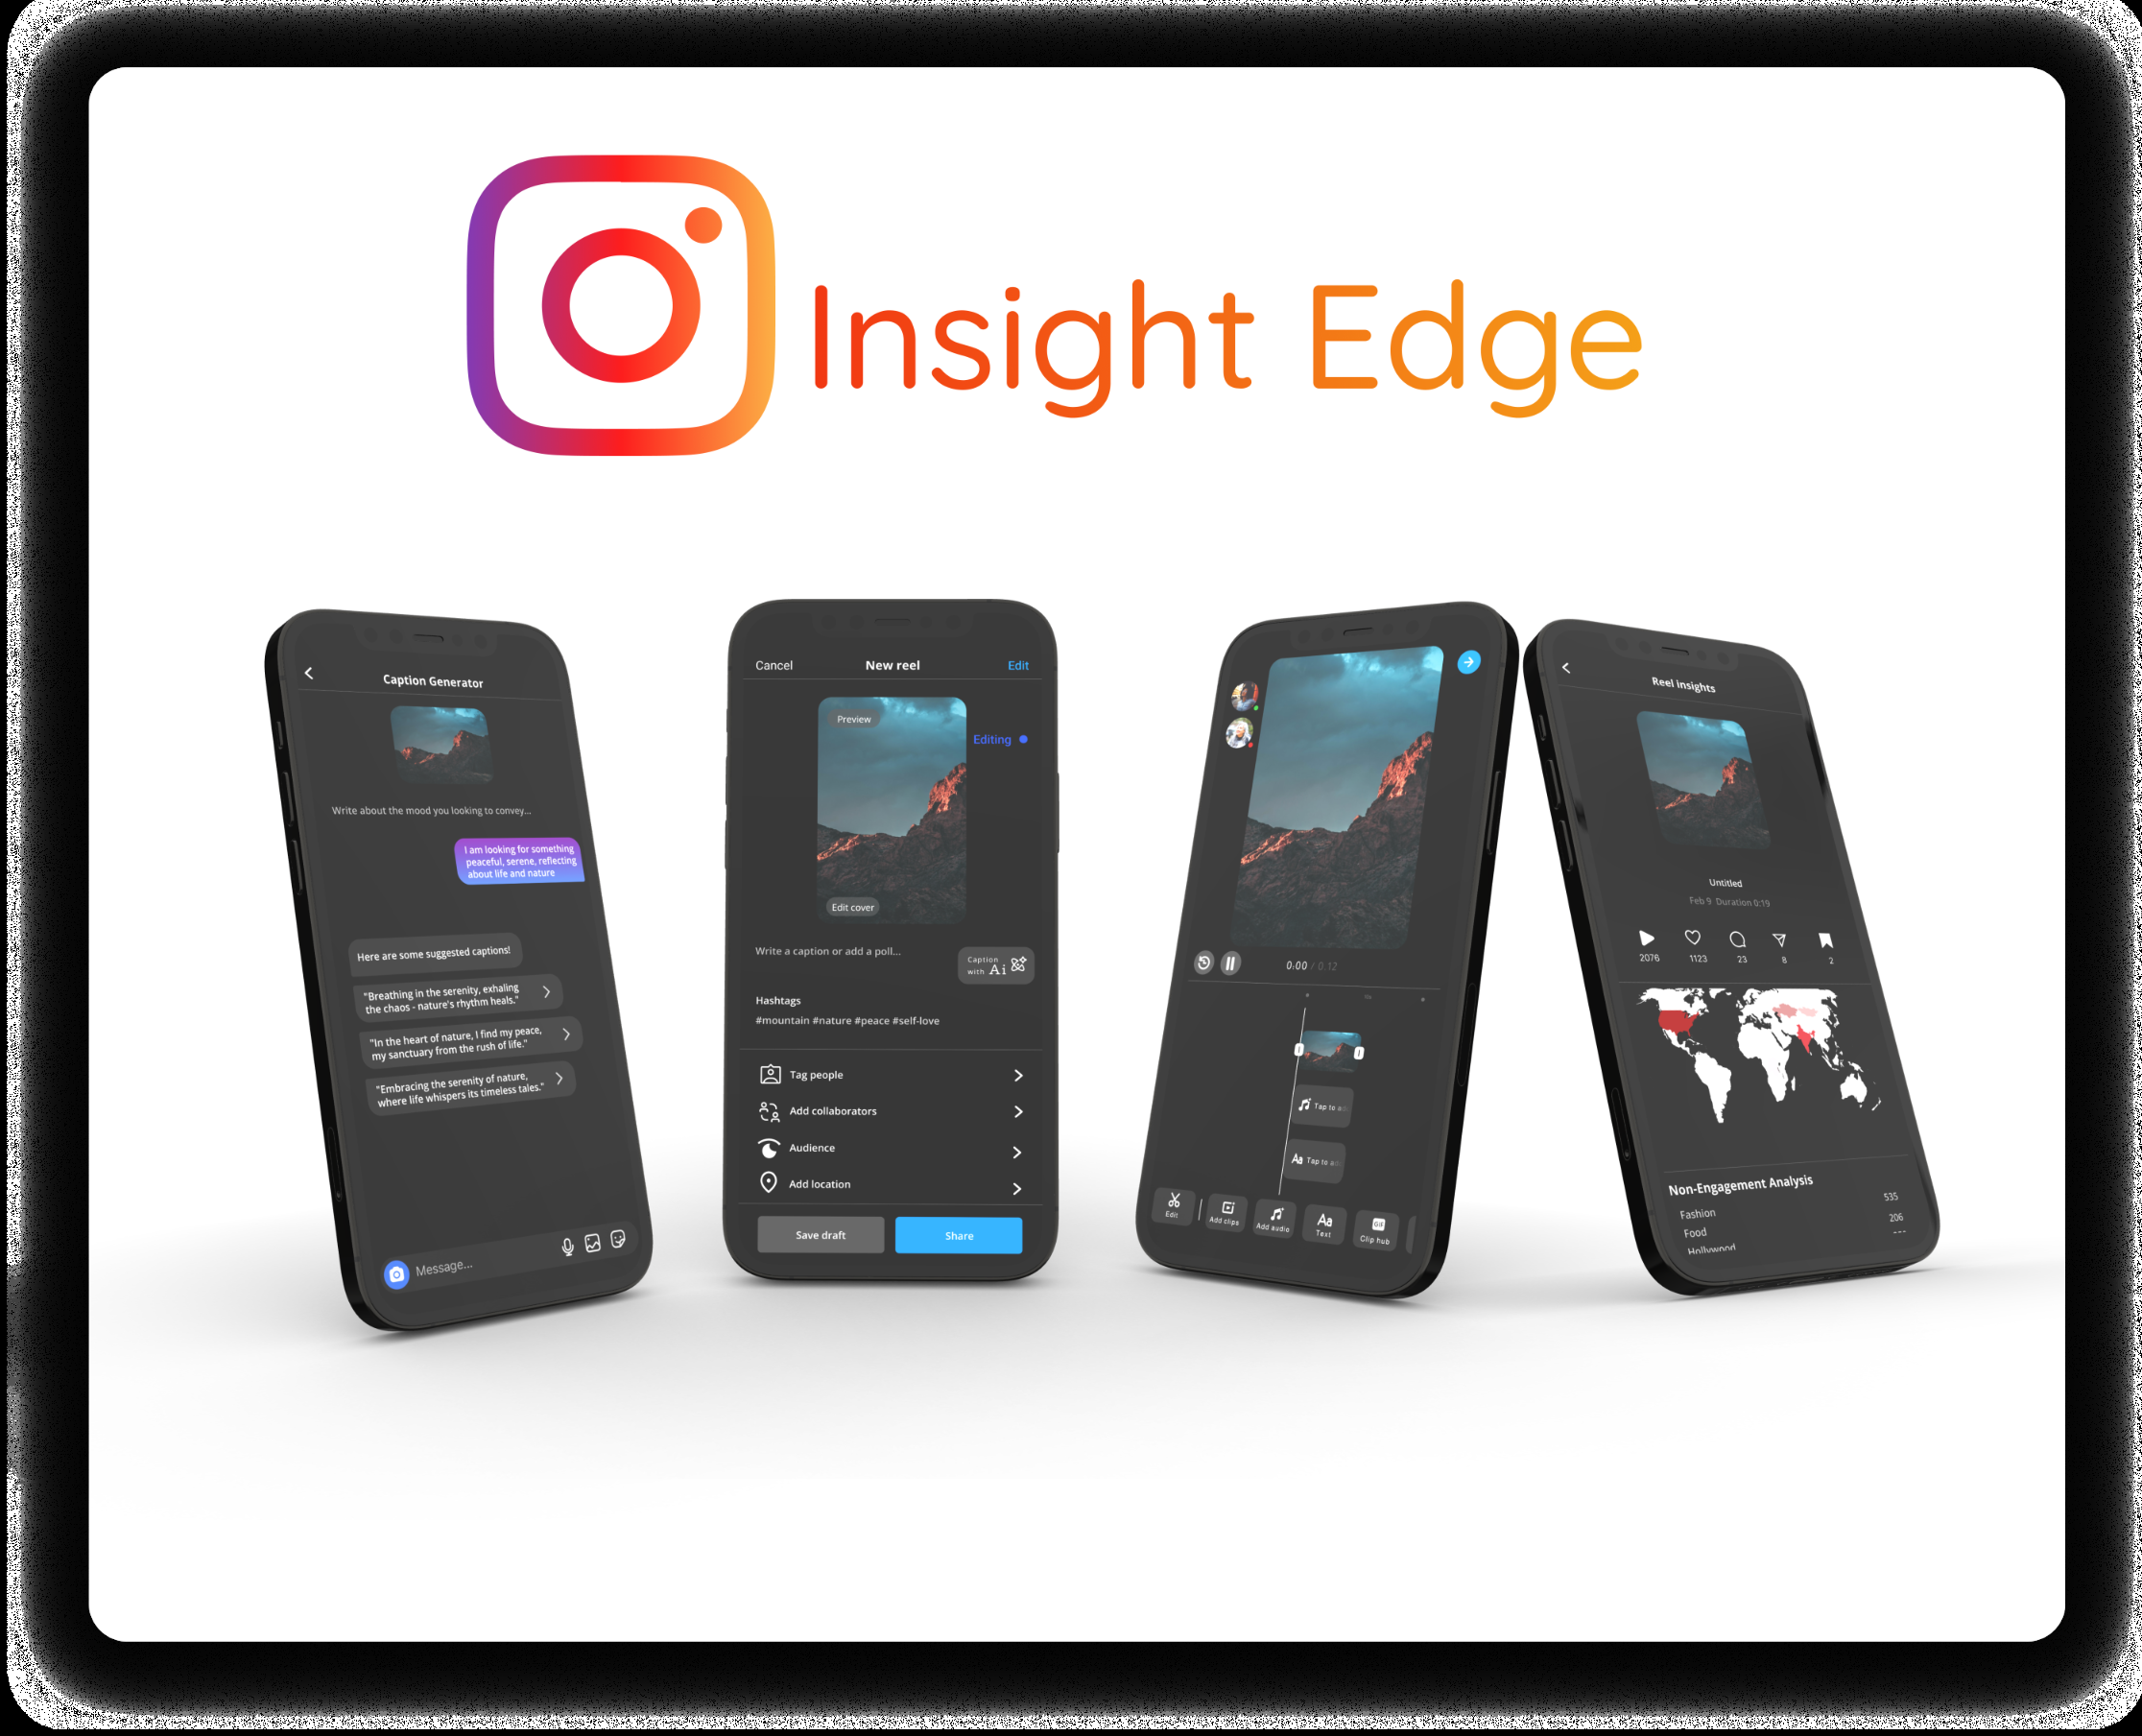 Insight Edge
Caption Generator
Write about the mood you looking to convey...
I am looking for something
peaceful, serene, reflecting
about life and nature
Here are some suggested captions!
"Breathing in the serenity, exhaling
the chaos - nature's rhythm heals."
"In the heart of nature, I find my peace,
my sanctuary from the rush of life."
"Embracing the serenity of nature,
where life whispers its timeless tales."
Message...
Cancel New reel Edit
Preview
Editing
Edit cover
Write a caption or add a poll...
Caption
with Ai
Hashtags
#mountain #nature #peace #self-love
Tag people
Add collaborators
Audience
Add location
Save draft Share
0:00 / 0.12
Tap to
Aa Tap to
Edit Add clips Add audio Aa Text GIF Clip hub
Reel insights
Untitled
Feb 9 Duration 0:19
2076 1123 23 8 2
Non-Engagement Analysis
Fashion 535
Food 206
Hollywood